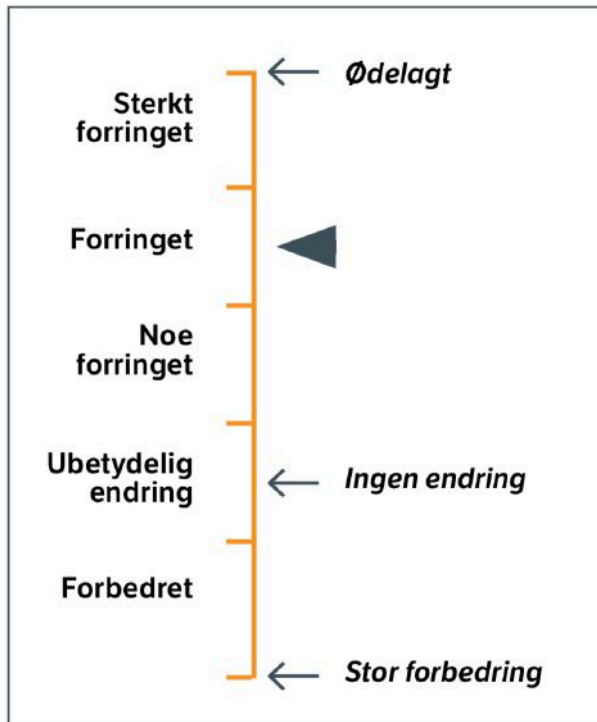 Ødelagt
Sterkt
forringet
Forringet
Noe
forringet
Ubetydelig
endring
Ingen endring
Forbedret
Stor forbedring